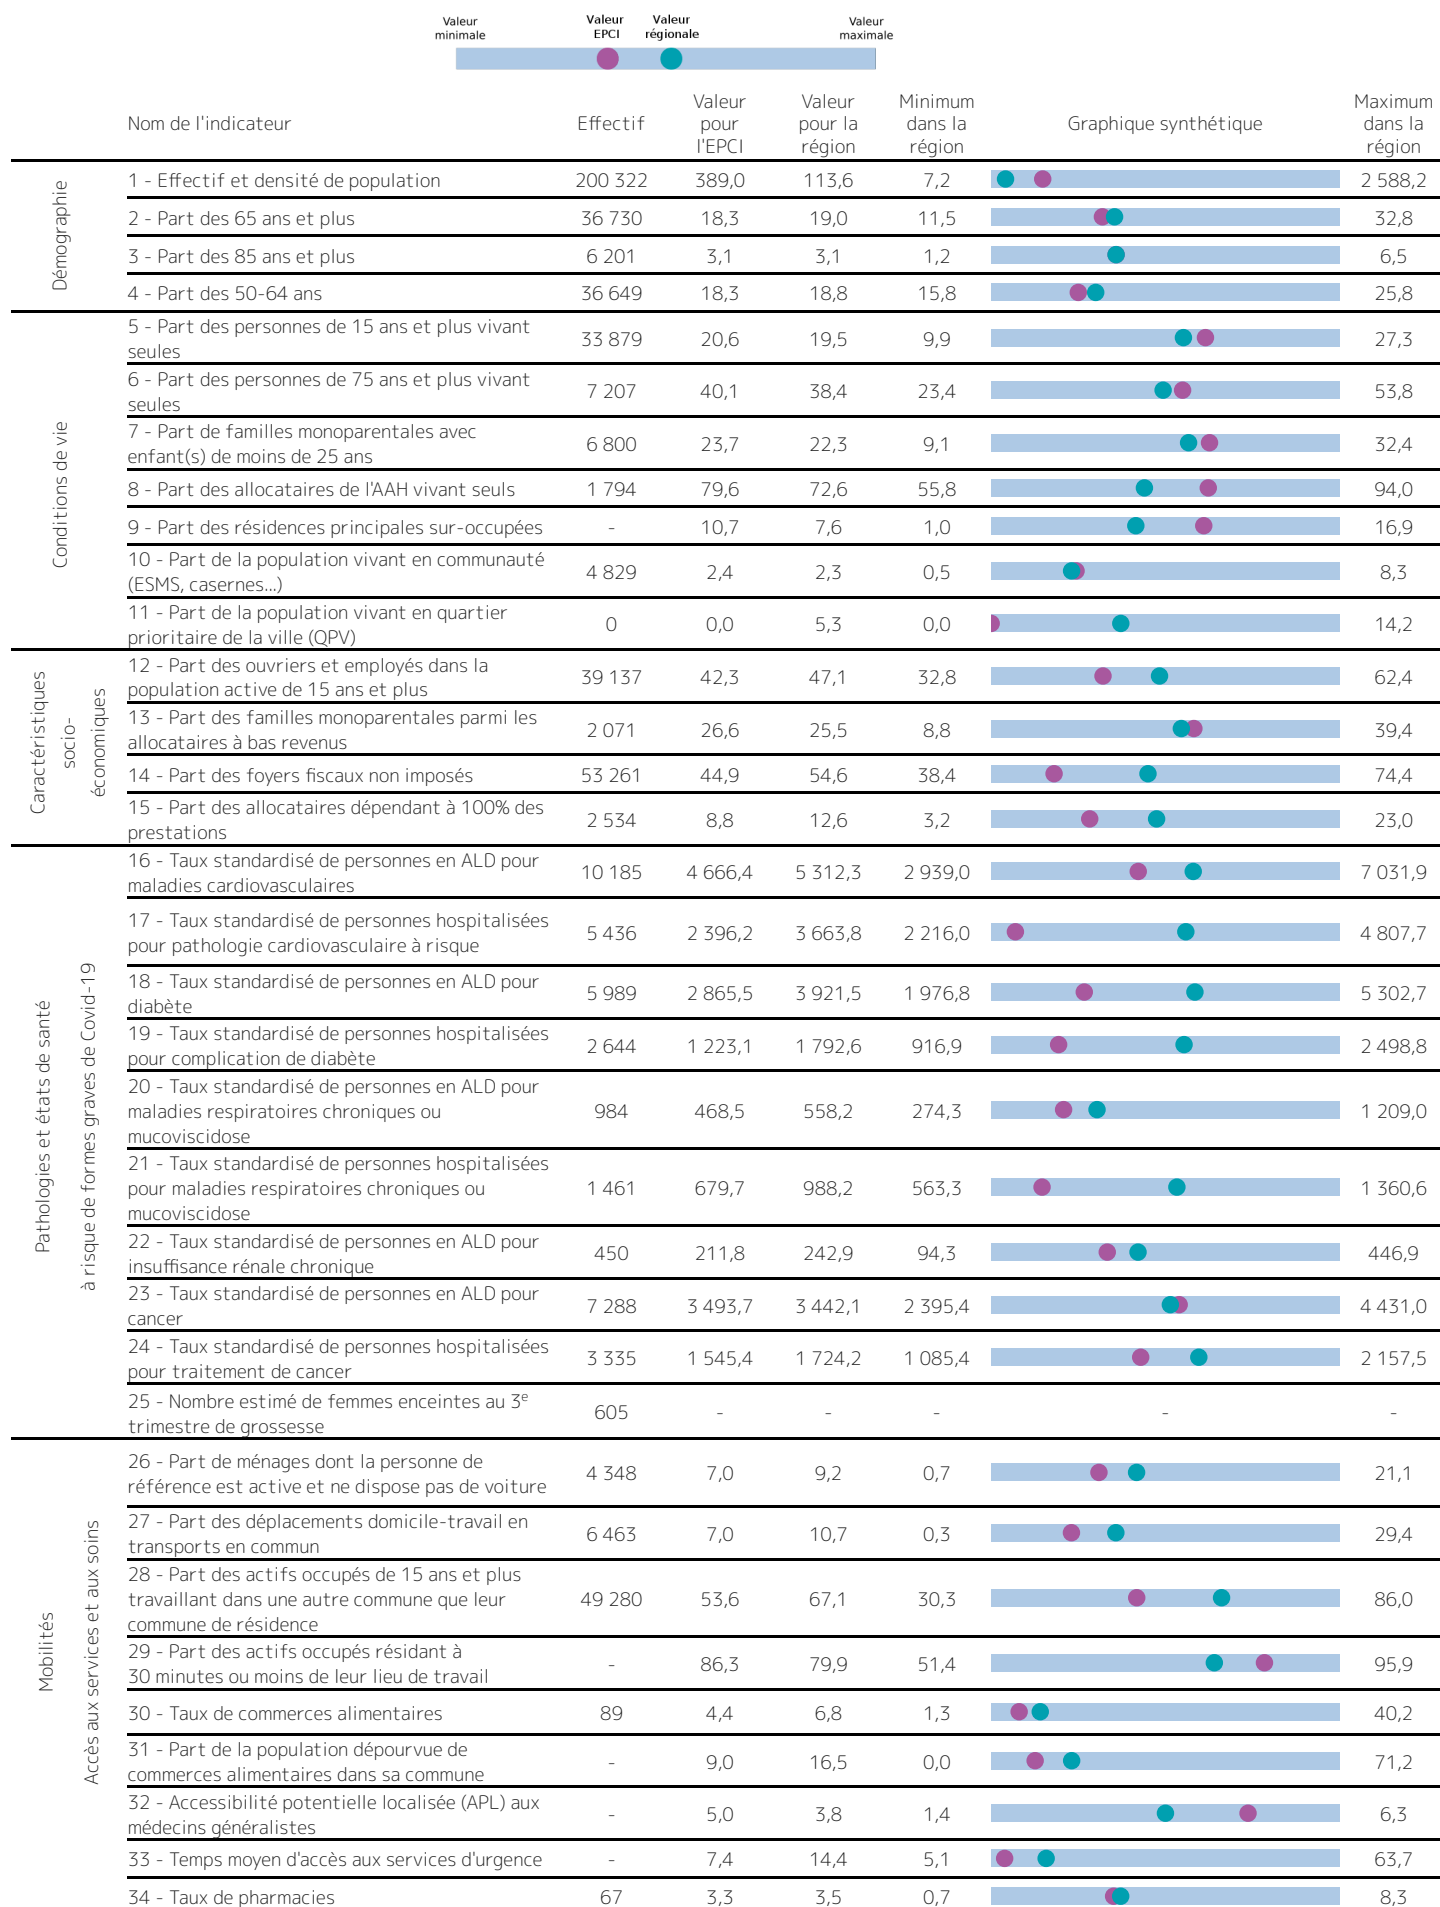 Valeur minimale
Valeur EPCI
Valeur régionale
Valeur maximale
Nom de l'indicateur
Effectif
Valeur pour l'EPCI
Valeur pour la région
Minimum dans la région
Graphique synthétique
Maximum dans la région
Démographie
1 - Effectif et densité de population 200 322 389,0 113,6 7,2 2 588,2
2 - Part des 65 ans et plus 36 730 18,3 19,0 11,5 32,8
3 - Part des 85 ans et plus 6 201 3,1 3,1 1,2 6,5
4 - Part des 50-64 ans 36 649 18,3 18,8 15,8 25,8
Conditions de vie
5 - Part des personnes de 15 ans et plus vivant
seules 33 879 20,6 19,5 9,9 27,3
6 - Part des personnes de 75 ans et plus vivant
seules 7 207 40,1 38,4 23,4 53,8
7 - Part de familles monoparentales avec
enfant(s) de moins de 25 ans 6 800 23,7 22,3 9,1 32,4
8 - Part des allocataires de l'AAH vivant seuls 1 794 79,6 72,6 55,8 94,0
9 - Part des résidences principales sur-occupées - 10,7 7,6 1,0 16,9
10 - Part de la population vivant en communauté
(ESMS, casernes...) 4 829 2,4 2,3 0,5 8,3
11 - Part de la population vivant en quartier
prioritaire de la ville (QPV) 0 0,0 5,3 0,0 14,2
Caractéristiques
socio-
économiques
12 - Part des ouvriers et employés dans la
population active de 15 ans et plus 39 137 42,3 47,1 32,8 62,4
13 - Part des familles monoparentales parmi les
allocataires à bas revenus 2 071 26,6 25,5 8,8 39,4
14 - Part des foyers fiscaux non imposés 53 261 44,9 54,6 38,4 74,4
15 - Part des allocataires dépendant à 100% des
prestations 2 534 8,8 12,6 3,2 23,0
Pathologies et états de santé
à risque de formes graves de Covid-19
16 - Taux standardisé de personnes en ALD pour
maladies cardiovasculaires 10 185 4 666,4 5 312,3 2 939,0 7 031,9
17 - Taux standardisé de personnes hospitalisées
pour pathologie cardiovasculaire à risque 5 436 2 396,2 3 663,8 2 216,0 4 807,7
18 - Taux standardisé de personnes en ALD pour
diabète 5 989 2 865,5 3 921,5 1 976,8 5 302,7
19 - Taux standardisé de personnes hospitalisées
pour complication de diabète 2 644 1 223,1 1 792,6 916,9 2 498,8
20 - Taux standardisé de personnes en ALD pour
maladies respiratoires chroniques ou
mucoviscidose 984 468,5 558,2 274,3 1 209,0
21 - Taux standardisé de personnes hospitalisées
pour maladies respiratoires chroniques ou
mucoviscidose 1 461 679,7 988,2 563,3 1 360,6
22 - Taux standardisé de personnes en ALD pour
insuffisance rénale chronique 450 211,8 242,9 94,3 446,9
23 - Taux standardisé de personnes en ALD pour
cancer 7 288 3 493,7 3 442,1 2 395,4 4 431,0
24 - Taux standardisé de personnes hospitalisées
pour traitement de cancer 3 335 1 545,4 1 724,2 1 085,4 2 157,5
25 - Nombre estimé de femmes enceintes au 3e
trimestre de grossesse 605 - - - - -
Mobilités
Accès aux services et aux soins
26 - Part de ménages dont la personne de
référence est active et ne dispose pas de voiture 4 348 7,0 9,2 0,7 21,1
27 - Part des déplacements domicile-travail en
transports en commun 6 463 7,0 10,7 0,3 29,4
28 - Part des actifs occupés de 15 ans et plus
travaillant dans une autre commune que leur
commune de résidence 49 280 53,6 67,1 30,3 86,0
29 - Part des actifs occupés résidant à
30 minutes ou moins de leur lieu de travail - 86,3 79,9 51,4 95,9
30 - Taux de commerces alimentaires 89 4,4 6,8 1,3 40,2
31 - Part de la population dépourvue de
commerces alimentaires dans sa commune - 9,0 16,5 0,0 71,2
32 - Accessibilité potentielle localisée (APL) aux
médecins généralistes - 5,0 3,8 1,4 6,3
33 - Temps moyen d'accès aux services d'urgence - 7,4 14,4 5,1 63,7
34 - Taux de pharmacies 67 3,3 3,5 0,7 8,3